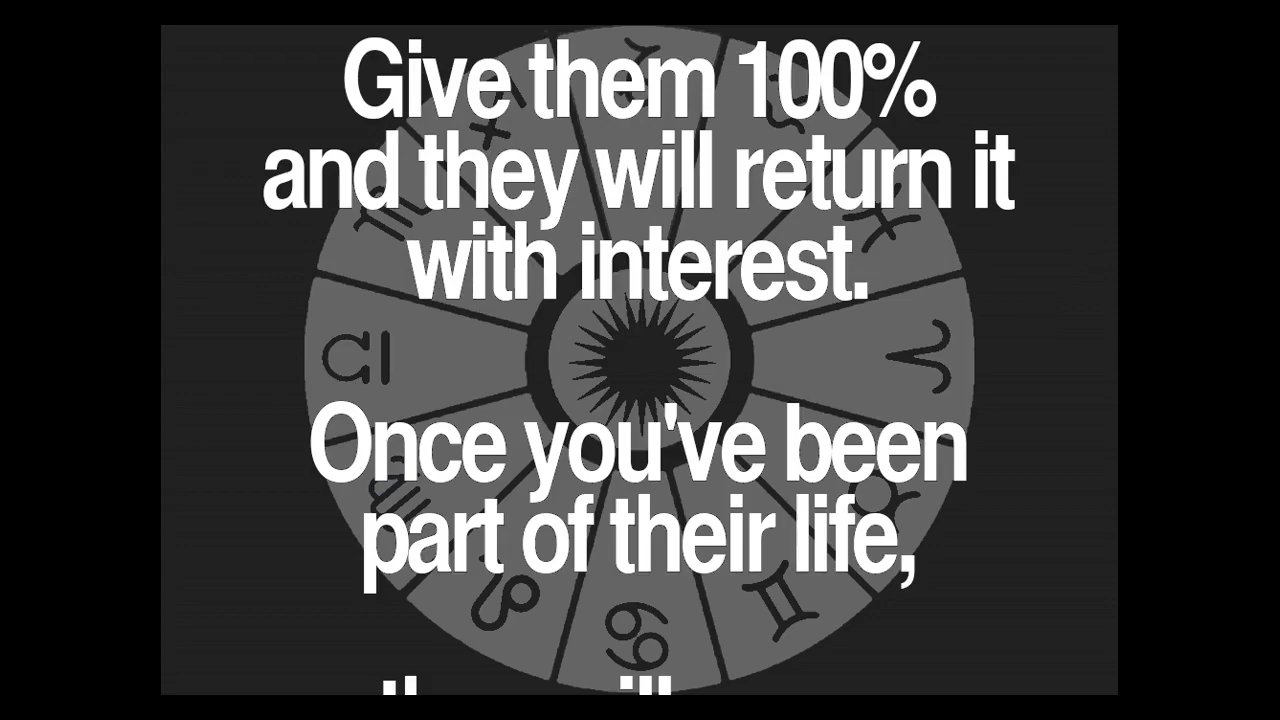 Give them 100%
and they will return it
with interest.
Once you've been
part of their life,